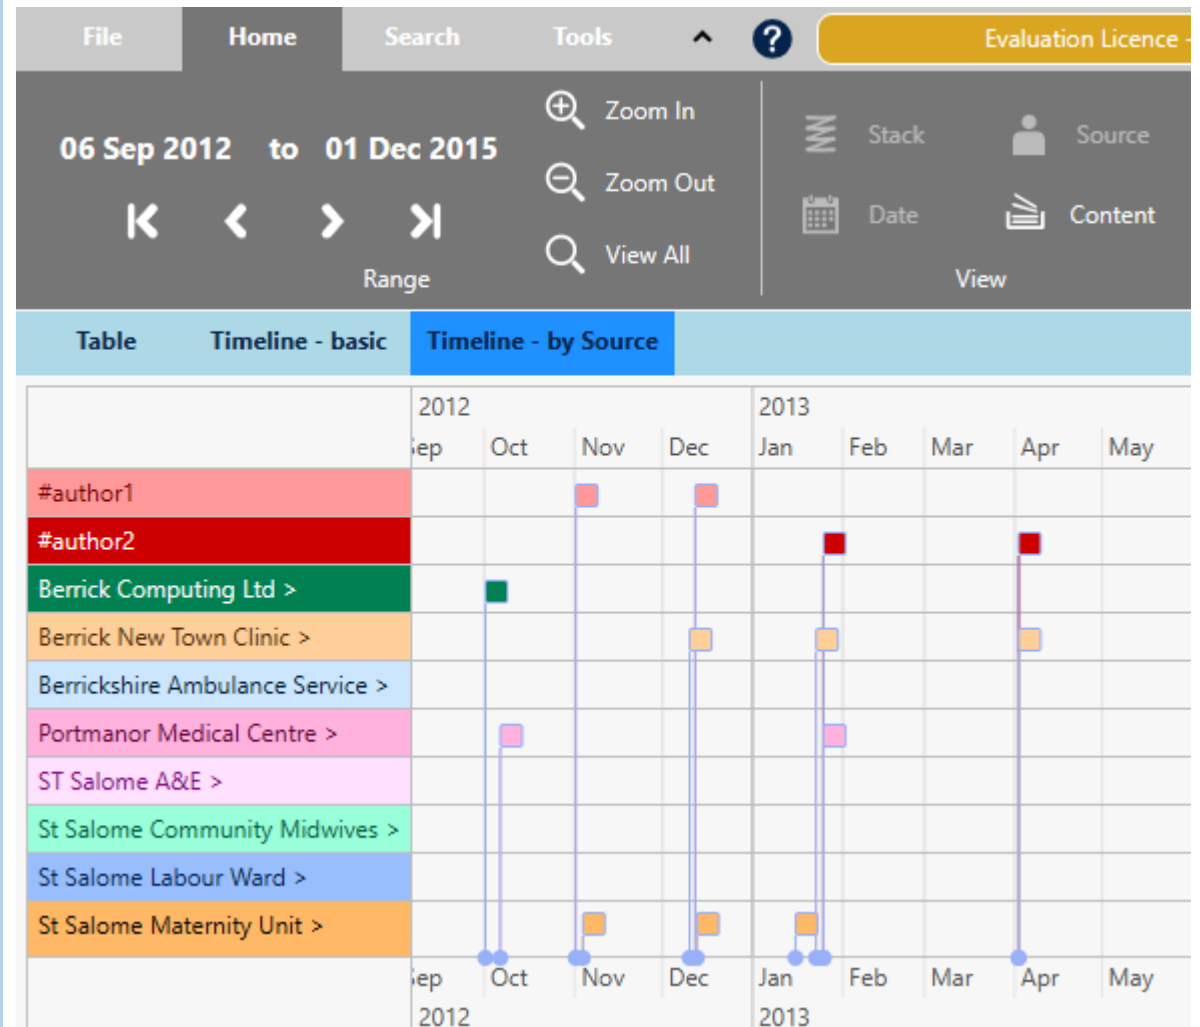 File Home Search Tools ? Evaluation Licence -
Zoom In
06 Sep 2012 to 01 Dec 2015
Stack Source
Zoom Out
Date Content
View All
Range View
Table Timeline - basic Timeline - by Source
2012 2013
Sep Oct Nov Dec Jan Feb Mar Apr May
#author1
#author2
Berrick Computing Ltd >
Berrick New Town Clinic >
Berrickshire Ambulance Service >
Portmanor Medical Centre >
ST Salome A&E >
St Salome Community Midwives >
St Salome Labour Ward >
St Salome Maternity Unit >
Sep Oct Nov Dec Jan Feb Mar Apr May
2012 2013